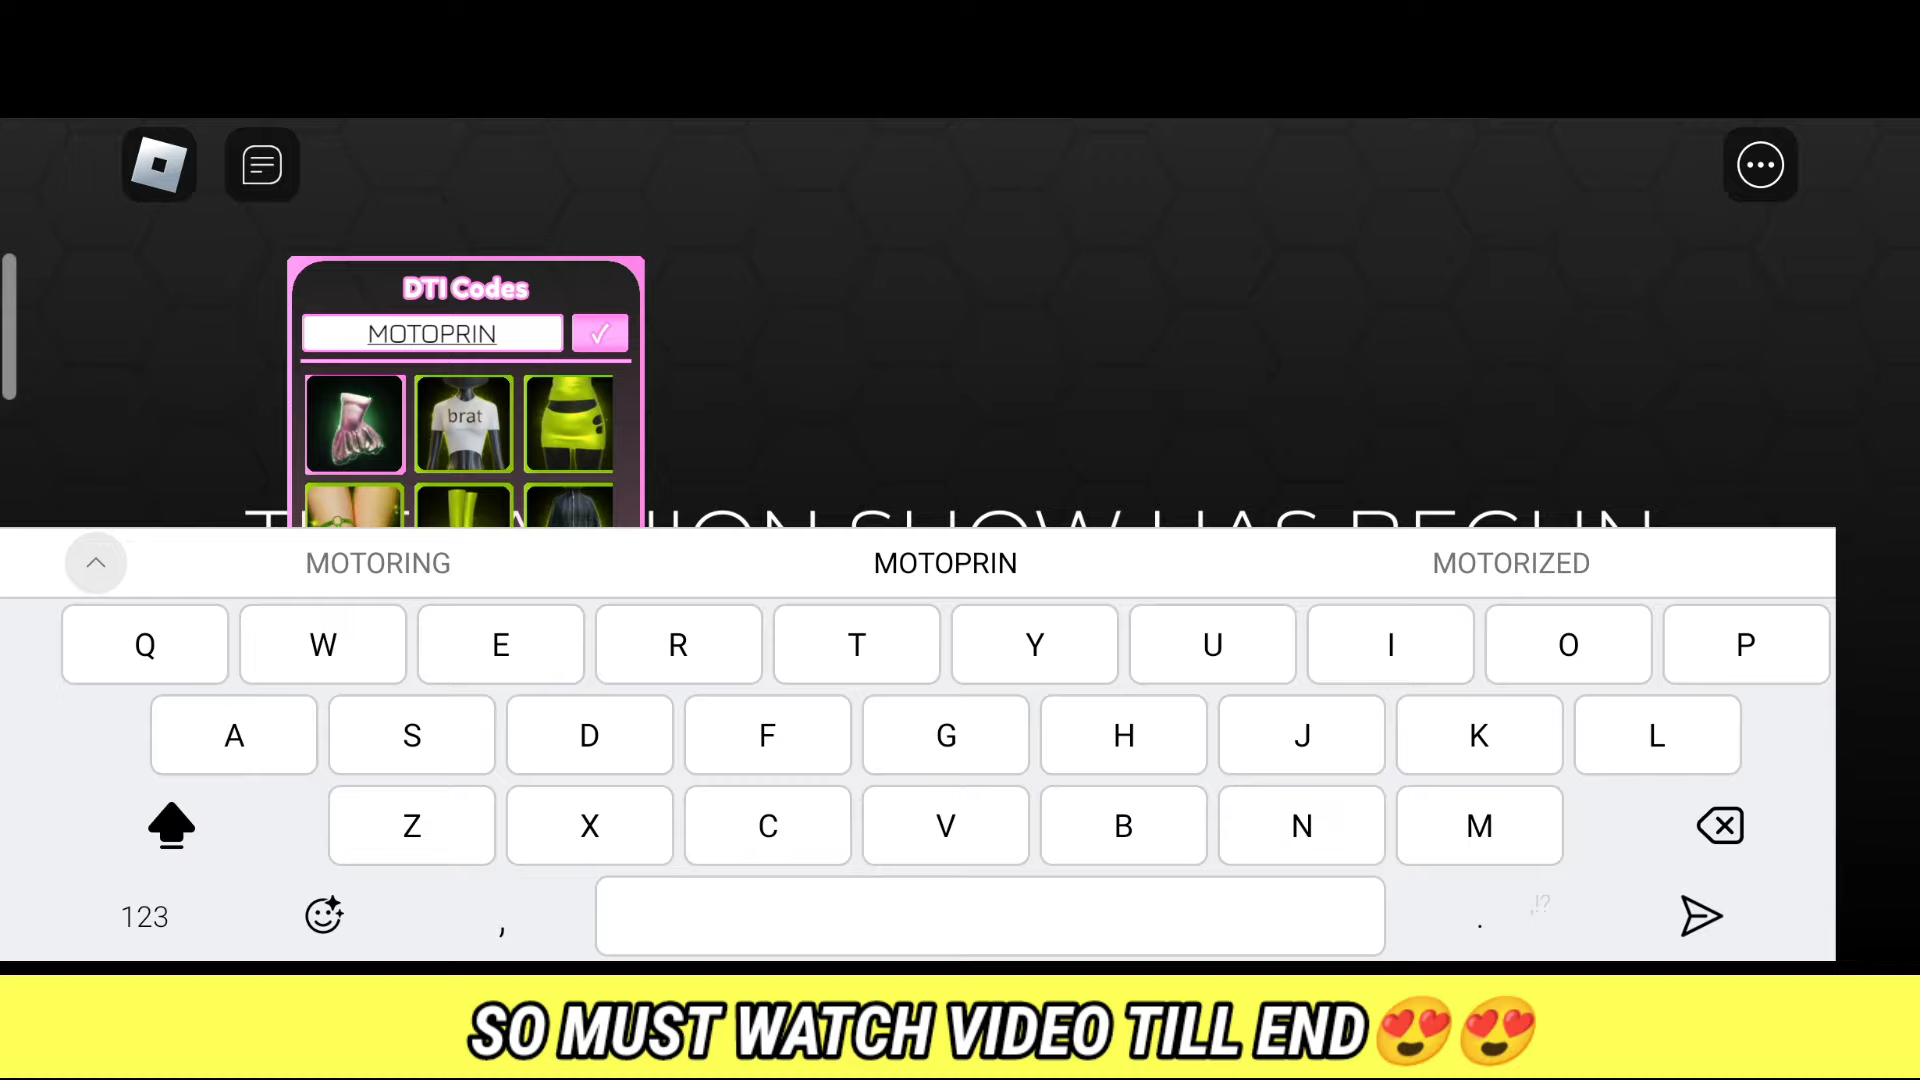 DTI Codes
MOTOPRIN
brat
MOTORING MOTOPRIN MOTORIZED
Q W E R T Y U I O P
A S D F G H J K L
Z X C V B N M
123 , . ,!?
SO MUST WATCH VIDEO TILL END😍😍